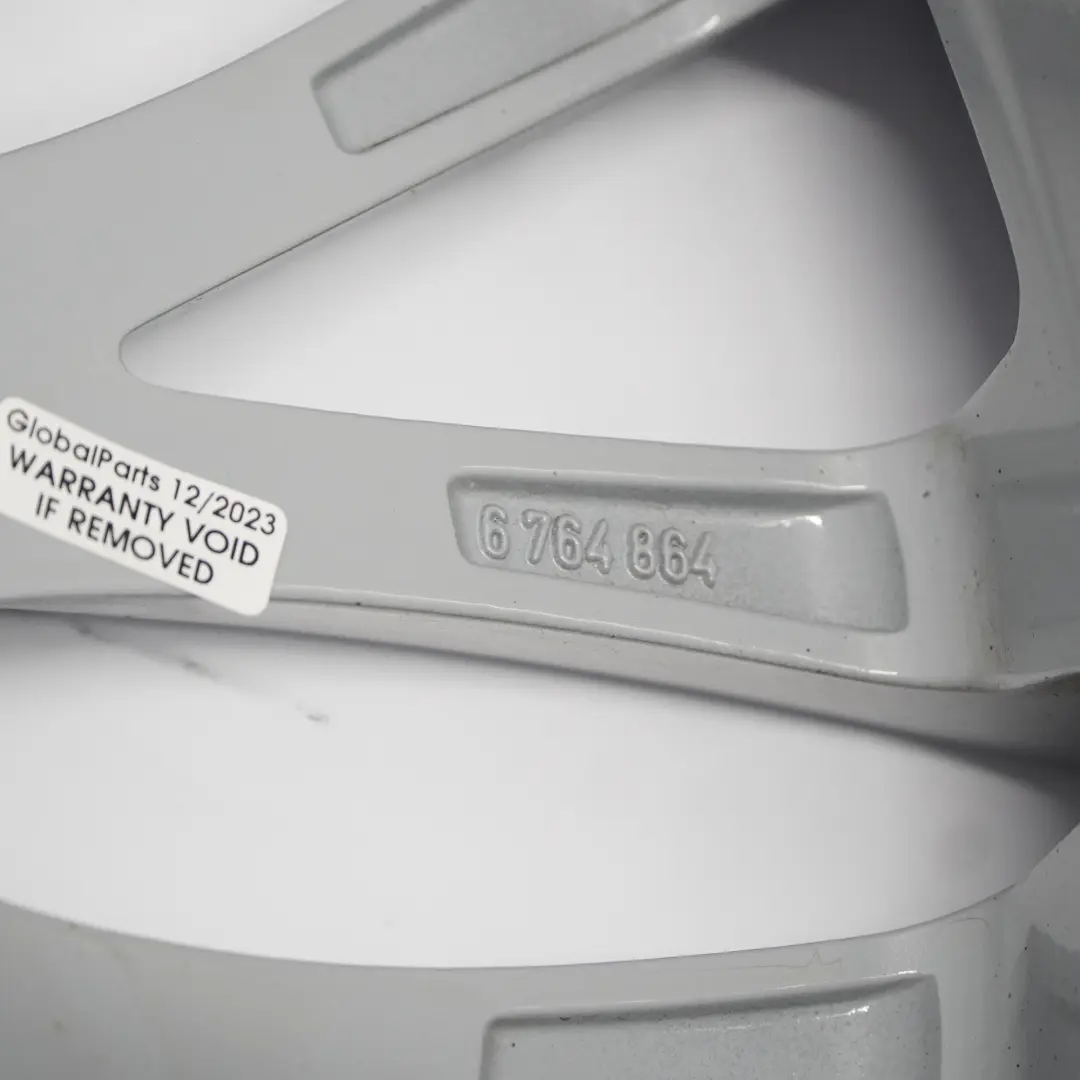 GlobalParts 12/2023
WARRANTY VOID
IF REMOVED
6 764 864